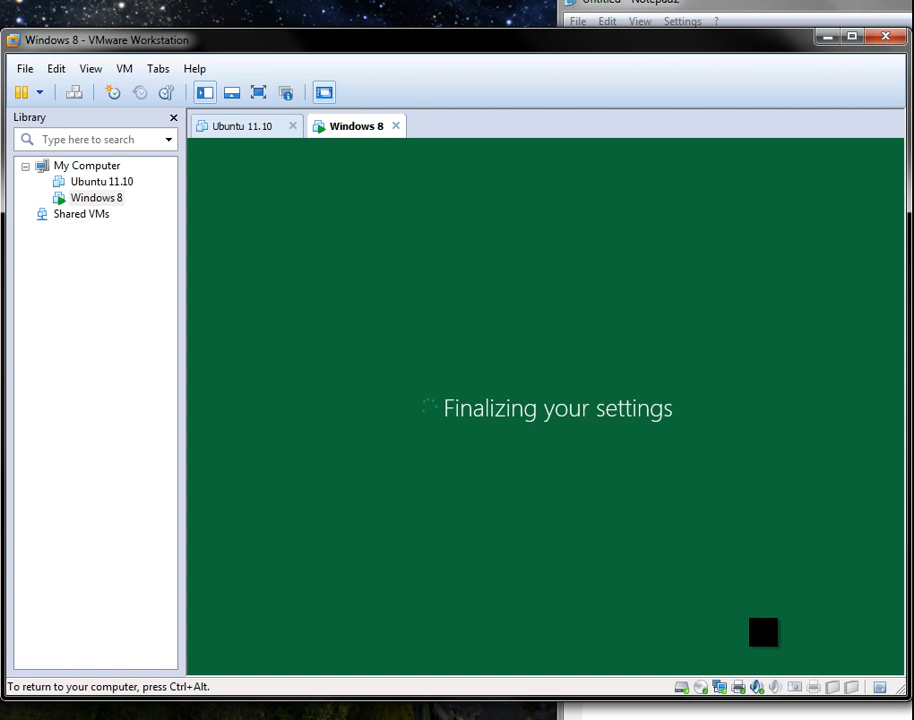 Untitled - Notepad2
File Edit View Settings ?
Windows 8 - VMware Workstation
File Edit View VM Tabs Help
Library
Type here to search
My Computer
Ubuntu 11.10
Windows 8
Shared VMs
Ubuntu 11.10 Windows 8
Finalizing your settings
To return to your computer, press Ctrl+Alt.